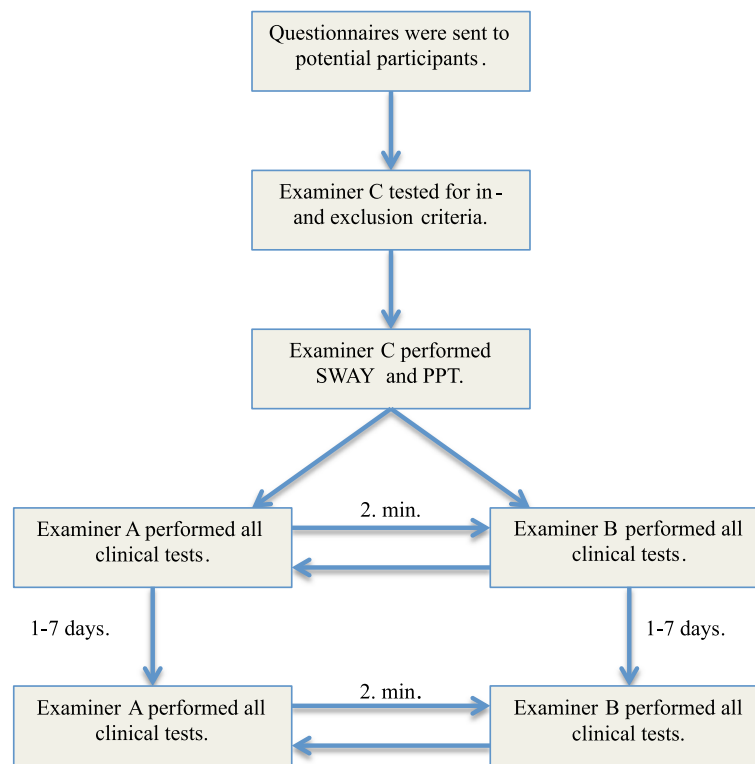 Questionnaires were sent to
potential participants.
Examiner C tested for in-
and exclusion criteria.
Examiner C performed
SWAY and PPT.
Examiner A performed all
clinical tests.
2. min.
Examiner B performed all
clinical tests.
1-7 days.
1-7 days.
Examiner A performed all
clinical tests.
2. min.
Examiner B performed all
clinical tests.